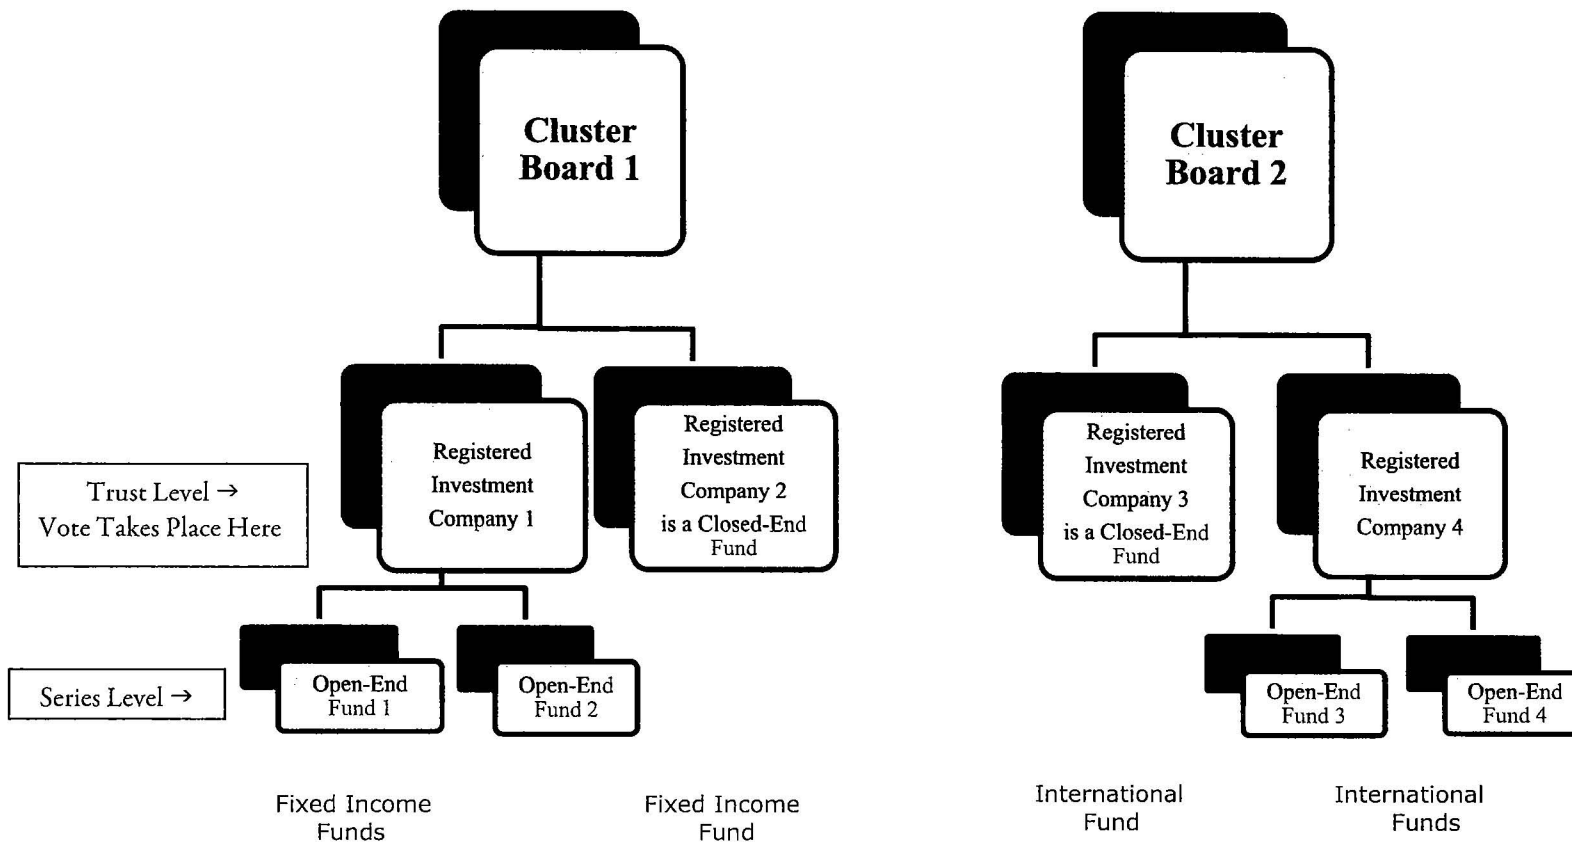 Cluster
Board 1
Cluster
Board 2
Trust Level →
Vote Takes Place Here
Registered
Investment
Company 1
Registered
Investment
Company 2
is a Closed-End
Fund
Registered
Investment
Company 3
is a Closed-End
Fund
Registered
Investment
Company 4
Series Level →
Open-End
Fund 1
Open-End
Fund 2
Open-End
Fund 3
Open-End
Fund 4
Fixed Income
Funds
Fixed Income
Fund
International
Fund
International
Funds